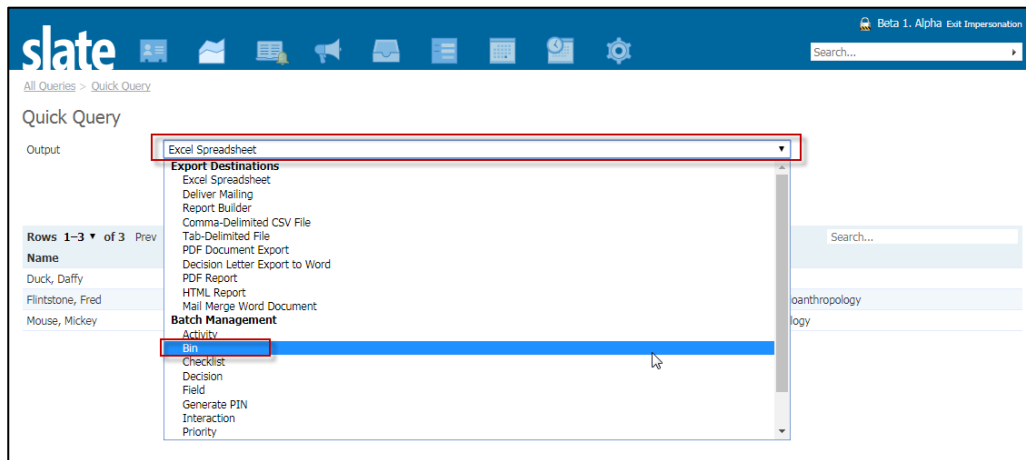 Beta 1. Alpha Exit Impersonation
slate
Search...
All Queries > Quick Query
Quick Query
Output
Excel Spreadsheet
Export Destinations
Excel Spreadsheet
Deliver Mailing
Report Builder
Comma-Delimited CSV File
Tab-Delimited File
PDF Document Export
Decision Letter Export to Word
PDF Report
HTML Report
Mail Merge Word Document
Batch Management
Activity
Bin
Checklist
Decision
Field
Generate PIN
Interaction
Priority
Rows 1–3 of 3 Prev
Search...
Name
Duck, Daffy
Flintstone, Fred
oanthropology
Mouse, Mickey
logy